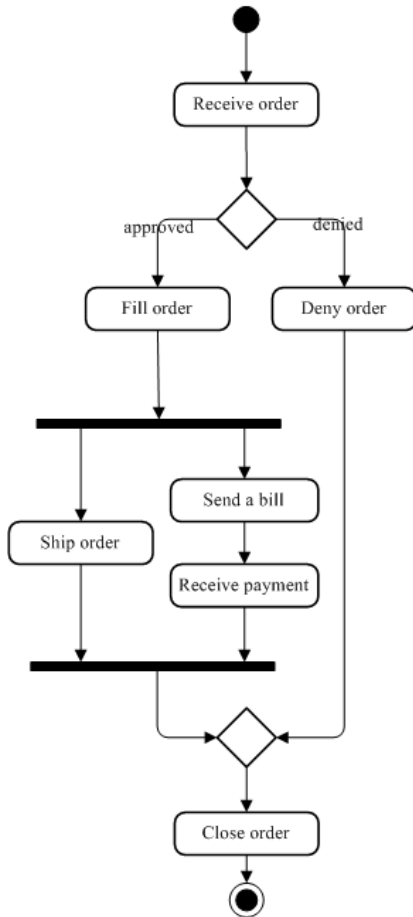 Receive order
approved
denied
Fill order
Deny order
Send a bill
Ship order
Receive payment
Close order